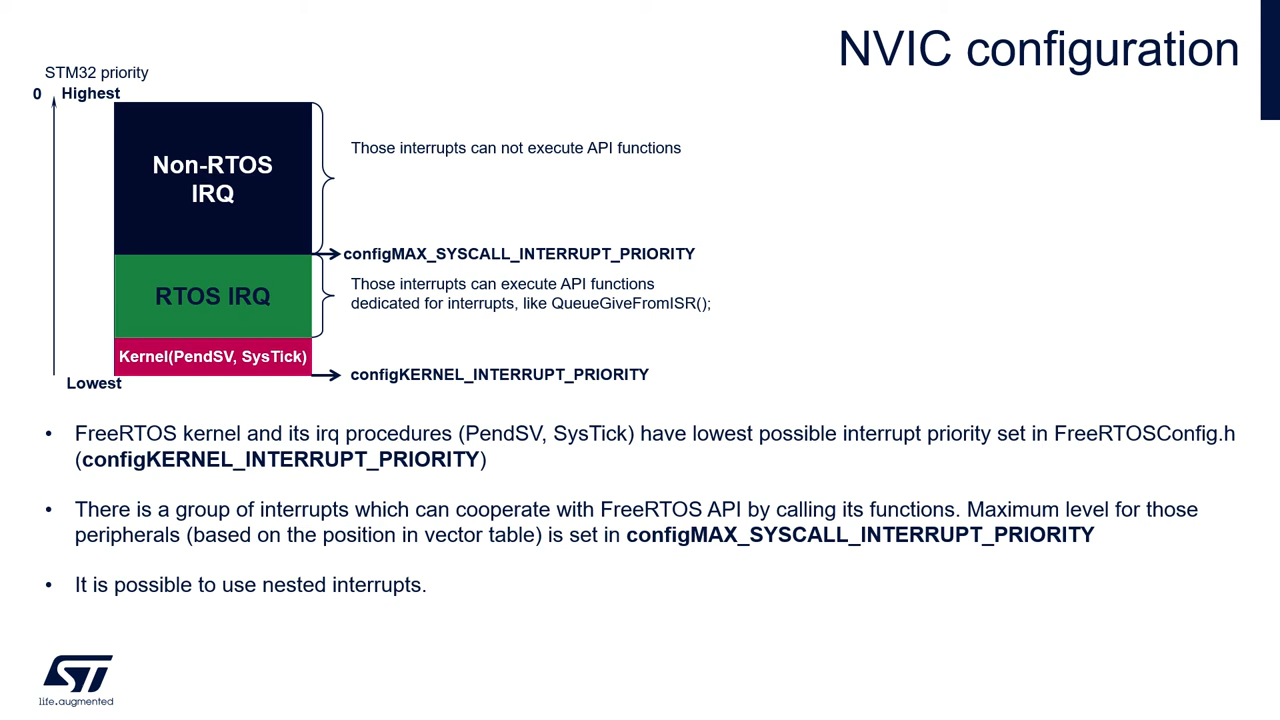 NVIC configuration
STM32 priority
0 Highest
Non-RTOS
IRQ
Those interrupts can not execute API functions
configMAX_SYSCALL_INTERRUPT_PRIORITY
RTOS IRQ
Those interrupts can execute API functions
dedicated for interrupts, like QueueGiveFromISR();
Kernel(PendSV, SysTick)
configKERNEL_INTERRUPT_PRIORITY
Lowest
• FreeRTOS kernel and its irq procedures (PendSV, SysTick) have lowest possible interrupt priority set in FreeRTOSConfig.h
(configKERNEL_INTERRUPT_PRIORITY)
• There is a group of interrupts which can cooperate with FreeRTOS API by calling its functions. Maximum level for those
peripherals (based on the position in vector table) is set in configMAX_SYSCALL_INTERRUPT_PRIORITY
• It is possible to use nested interrupts.
ST
life.augmented